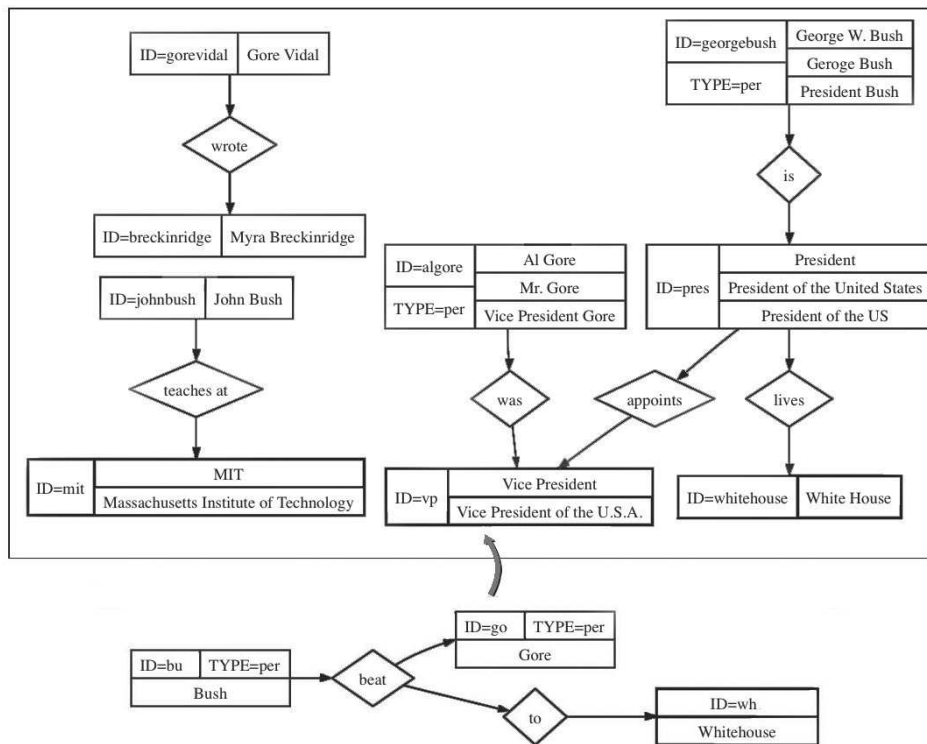 ID=gorevidal Gore Vidal
wrote
ID=breckinridge Myra Breckinridge
ID=johnbush John Bush
teaches at
ID=mit
MIT
Massachusetts Institute of Technology
ID=algore
TYPE=per
Al Gore
Mr. Gore
Vice President Gore
was
ID=georgebush
TYPE=per
George W. Bush
Geroge Bush
President Bush
is
ID=pres
President
President of the United States
President of the US
appoints
lives
ID=vp
Vice President
Vice President of the U.S.A.
ID=whitehouse White House
ID=bu TYPE=per
Bush
beat
ID=go TYPE=per
Gore
to
ID=wh
Whitehouse